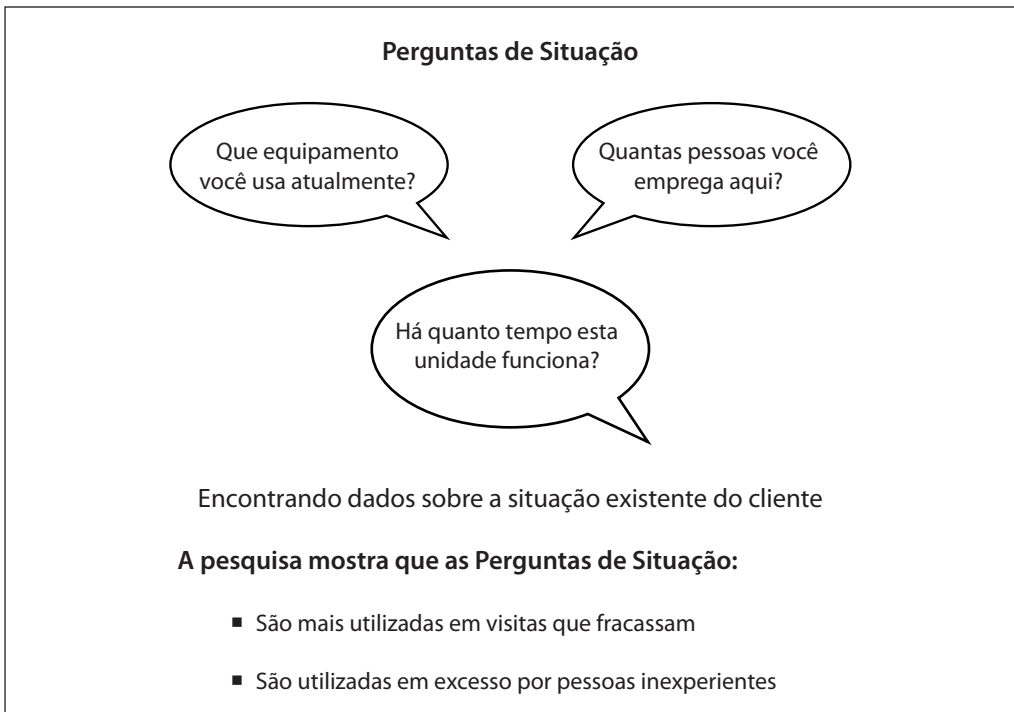 Perguntas de Situação
Que equipamento
você usa atualmente?
Quantas pessoas você
emprega aqui?
Há quanto tempo esta
unidade funciona?
Encontrando dados sobre a situação existente do cliente
A pesquisa mostra que as Perguntas de Situação:
▪ São mais utilizadas em visitas que fracassam
▪ São utilizadas em excesso por pessoas inexperientes